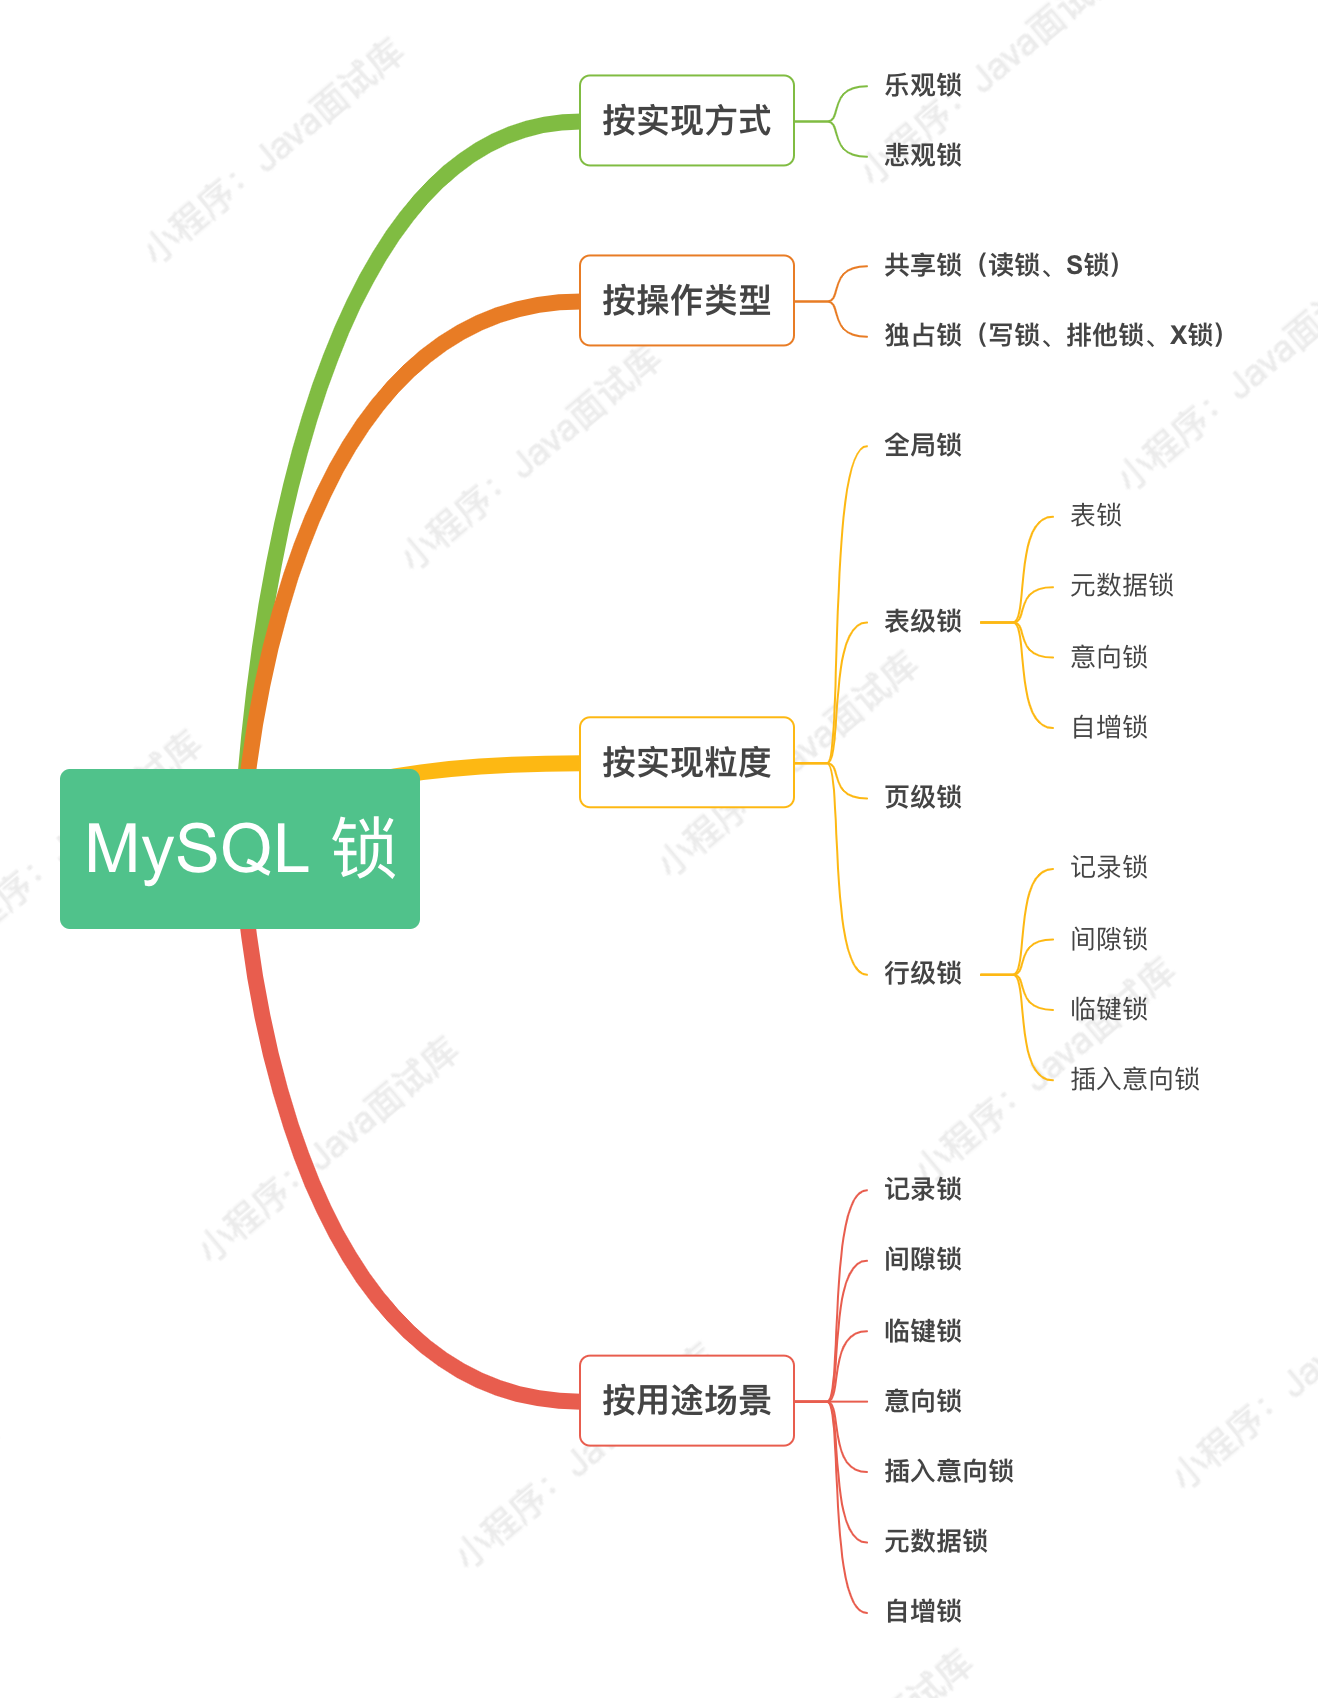 MySQL 锁
按实现方式
乐观锁
悲观锁
按操作类型
共享锁（读锁、S锁）
独占锁（写锁、排他锁、X锁）
按实现粒度
全局锁
表级锁
表锁
元数据锁
意向锁
自增锁
页级锁
行级锁
记录锁
间隙锁
临键锁
插入意向锁
按用途场景
记录锁
间隙锁
临键锁
意向锁
插入意向锁
元数据锁
自增锁
小程序：Java面试库